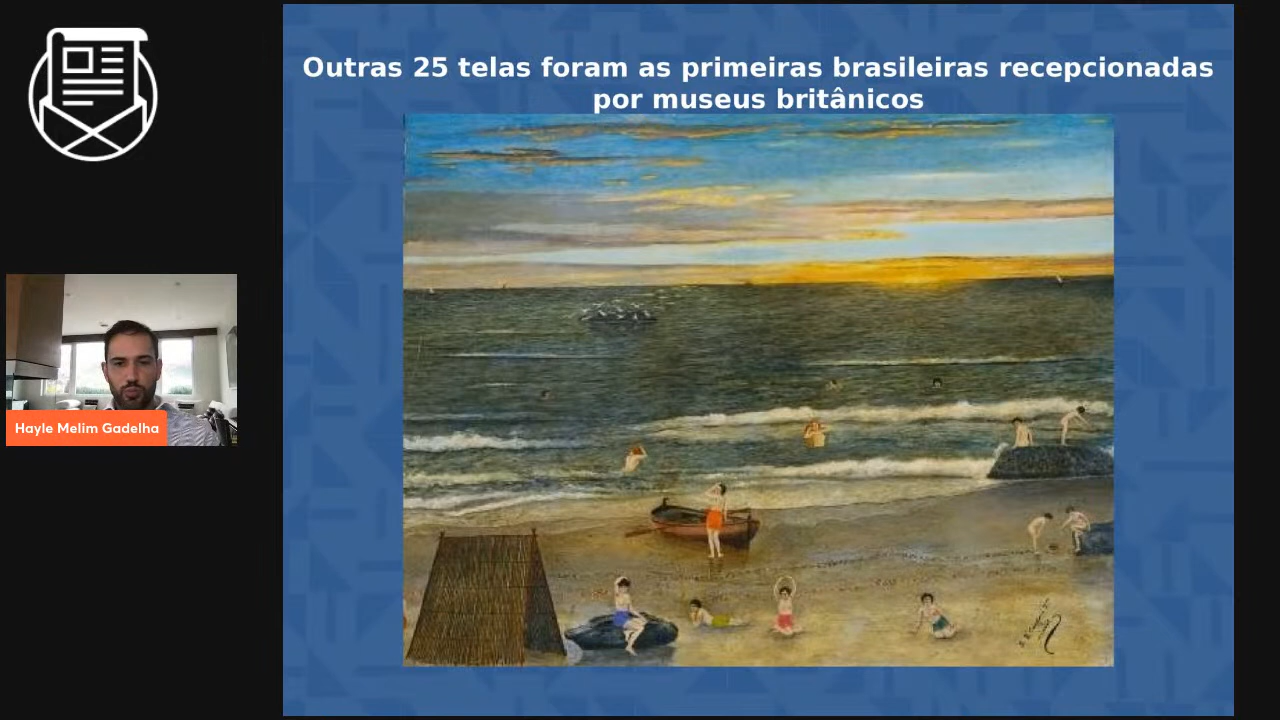 Outras 25 telas foram as primeiras brasileiras recepcionadas
por museus britânicos
Hayle Melim Gadelha